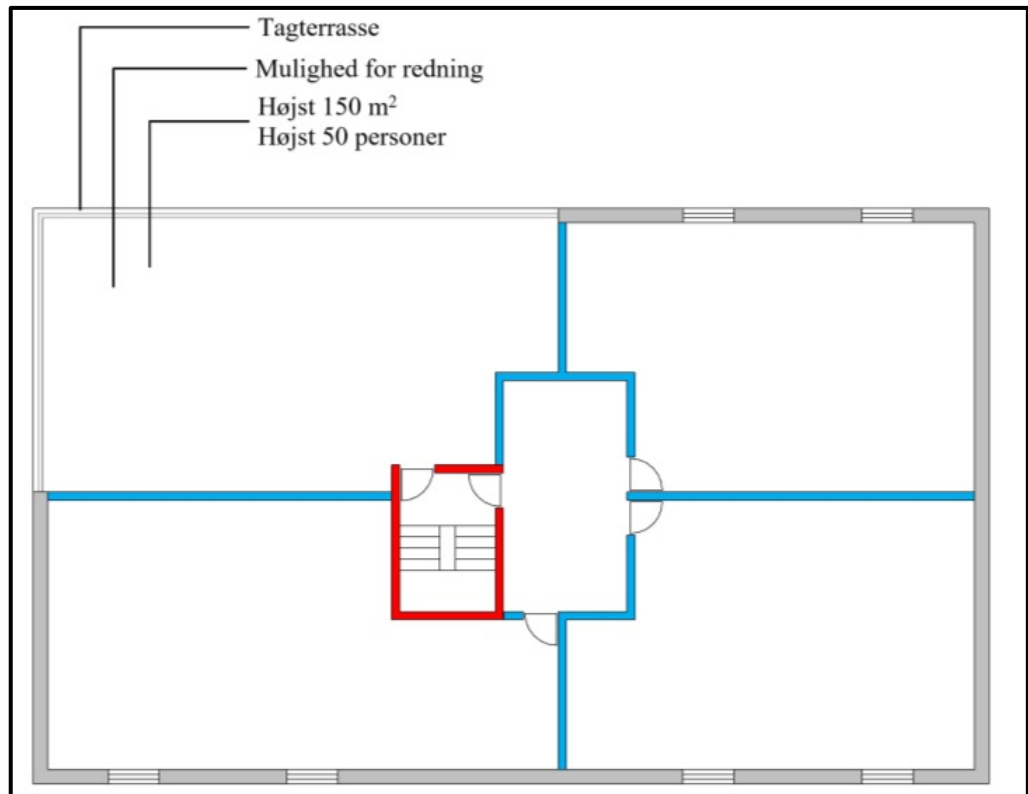 Tagterrasse
Mulighed for redning
Højst 150 m²
Højst 50 personer